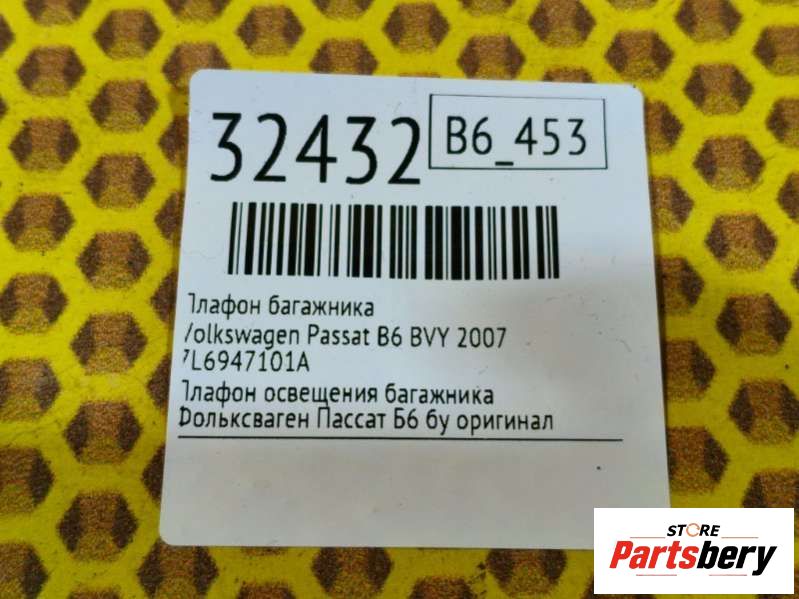 32432
B6_453
Плафон багажника
Volkswagen Passat B6 BVY 2007
7L6947101A
Плафон освещения багажника
Фольксваген Пассат Б6 бу оригинал
STORE
Partsbery